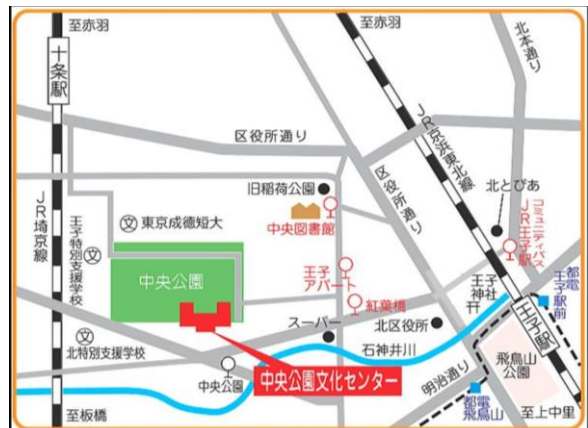 至赤羽
十条駅
JR埼京線
至板橋
区役所通り
旧稲荷公園
中央図書館
東京成徳短大
文
王子特別支援学校
文
中央公園
文
北特別支援学校
中央公園
中央公園文化センター
王子
アパート
紅葉橋
スーパー
石神井川
北区役所
区役所通り
至赤羽
JR京浜東北線
北本通り
北とぴあ
コミュニティバス
JR王子駅
王子
神社
都電
王子駅前
王子駅
飛鳥山
公園
明治通り
都電
飛鳥山
至上中里